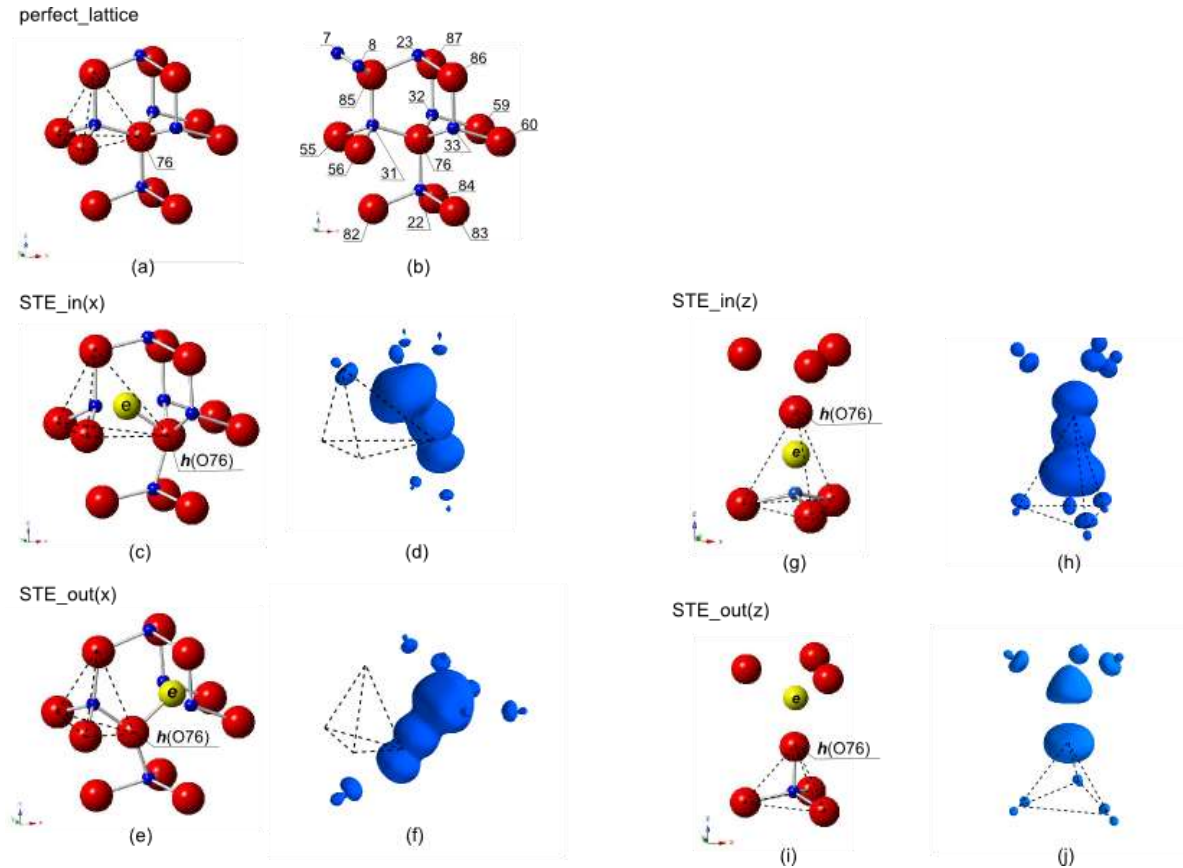 perfect_lattice
76
(a)
7
8
23
87
86
85
32
59
60
55
56
31
33
76
84
82
22
83
(b)
STE_in(x)
e
h(O76)
(c)
(d)
STE_in(z)
h(O76)
e'
(g)
(h)
STE_out(x)
e
h(O76)
(e)
(f)
STE_out(z)
e
h(O76)
(i)
(j)